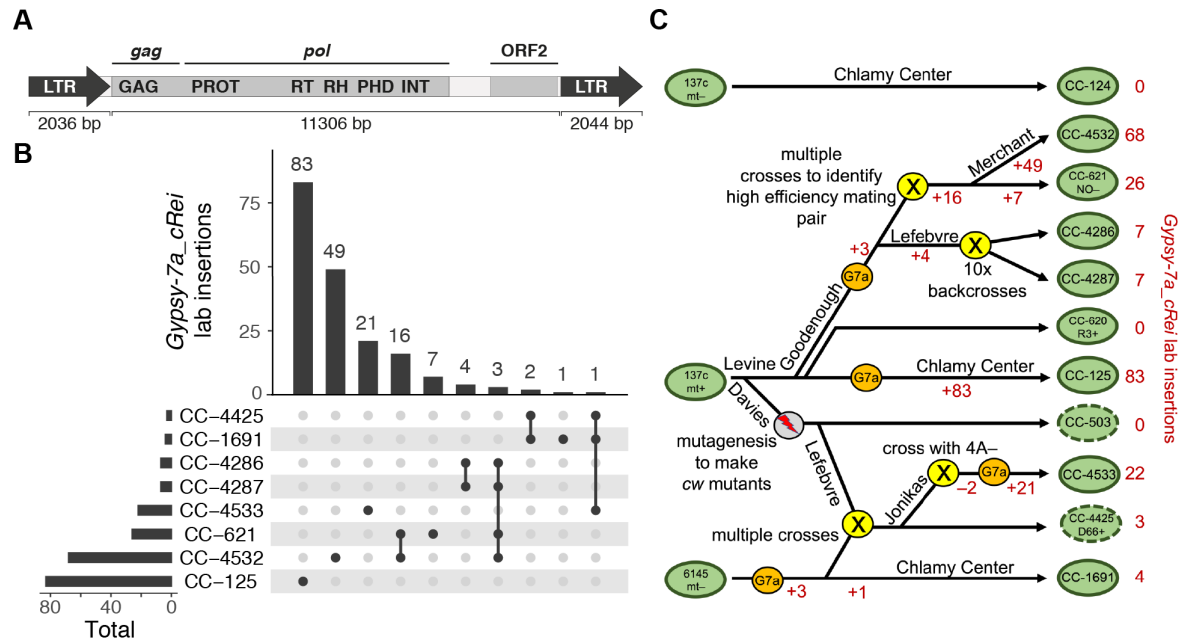 A
gag
pol
ORF2
LTR
GAG
PROT
RT
RH
PHD
INT
LTR
2036 bp
11306 bp
2044 bp
B
Gypsy-7a_cRei
lab insertions
75
50
25
0
83
49
21
16
7
4
3
2
1
1
CC−4425
CC−1691
CC−4286
CC−4287
CC−4533
CC−621
CC−4532
CC−125
80
40
0
Total
C
137c
mt–
Chlamy Center
CC-124
0
multiple
crosses to identify
high efficiency mating
pair
X
+16
Merchant
+49
+7
CC-4532
68
CC-621
NO–
26
+3
Lefebvre
+4
X
10x
backcrosses
CC-4286
7
CC-4287
7
G7a
Goodenough
CC-620
R3+
0
137c
mt+
Levine
G7a
Chlamy Center
+83
CC-125
83
Davies
mutagenesis
to make
cw mutants
CC-503
0
Lefebvre
cross with 4A–
Jonikas
X
–2
G7a
+21
CC-4533
22
multiple crosses
X
CC-4425
D66+
3
6145
mt–
G7a
+3
+1
Chlamy Center
CC-1691
4
Gypsy-7a_cRei lab insertions